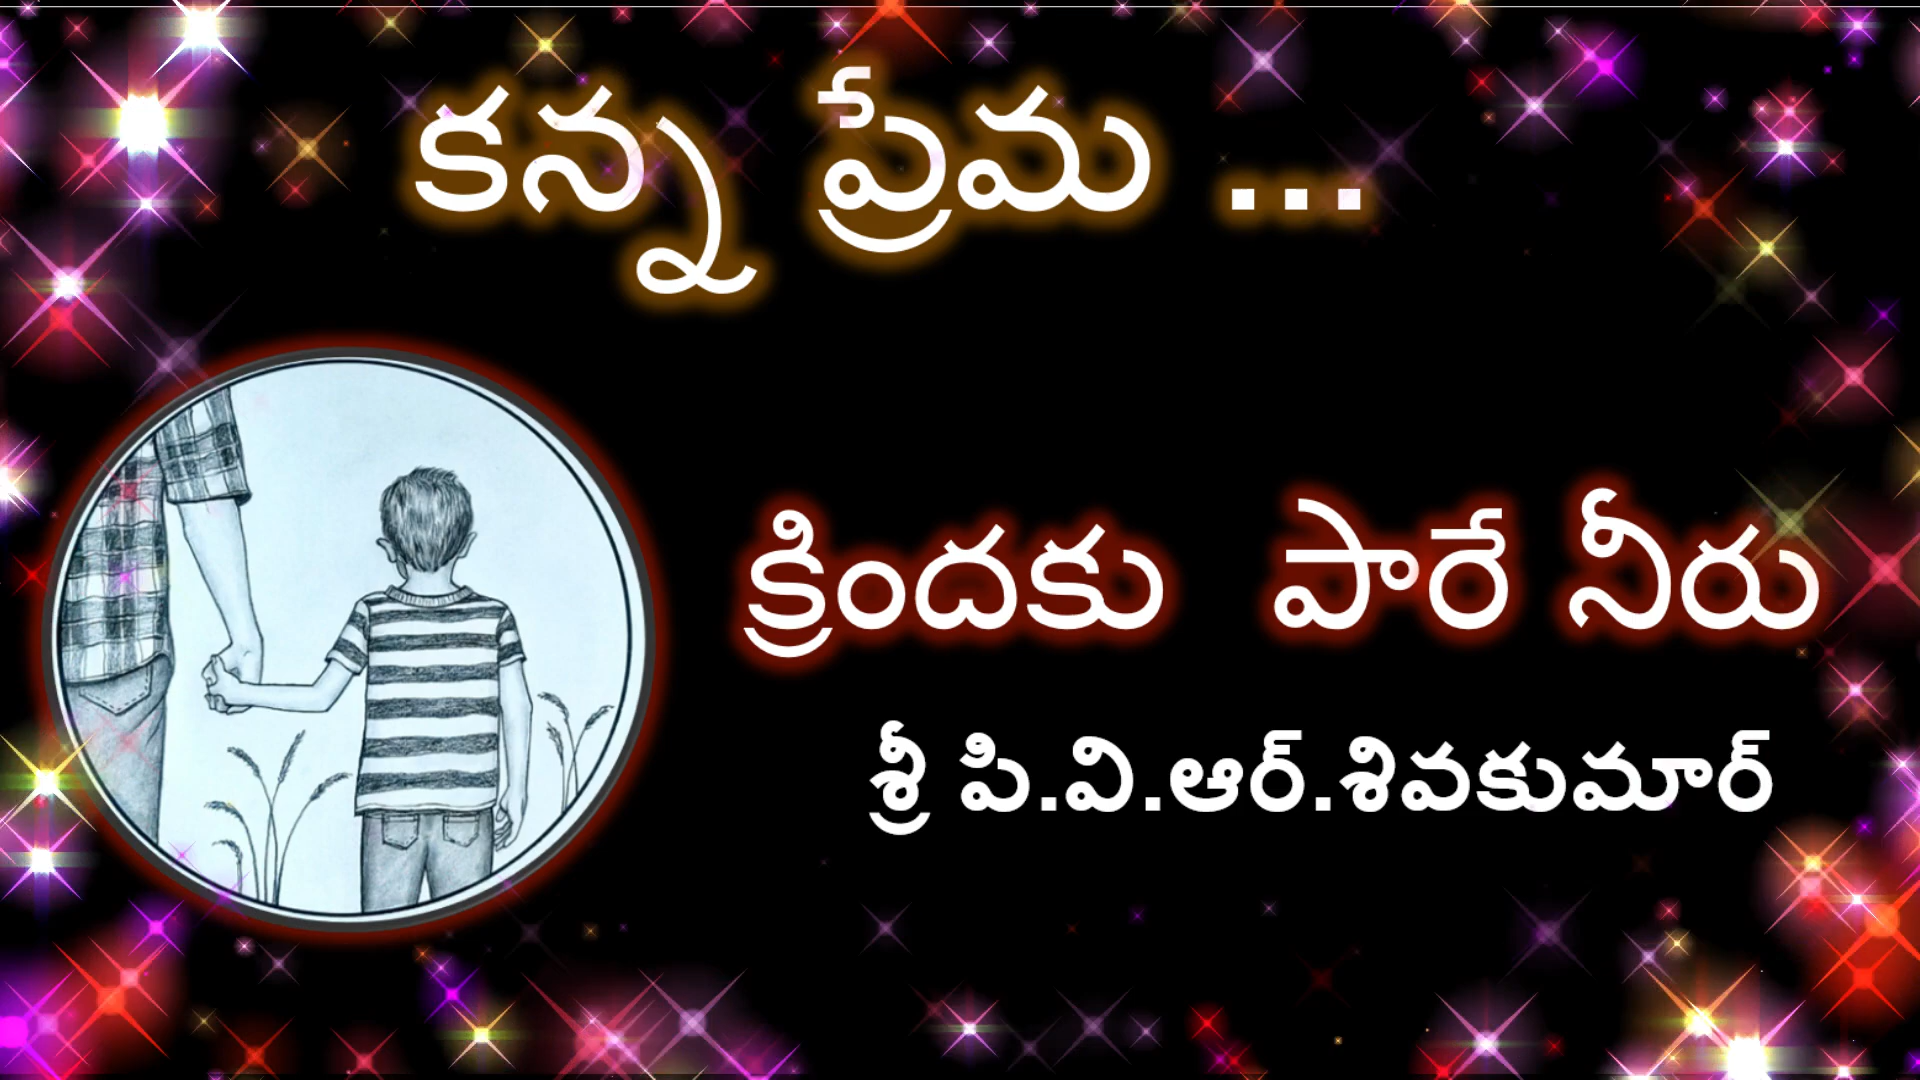 కన్న ప్రేమ ...
క్రిందకు పారే నీరు
శ్రీ పి.వి.ఆర్.శివకుమార్